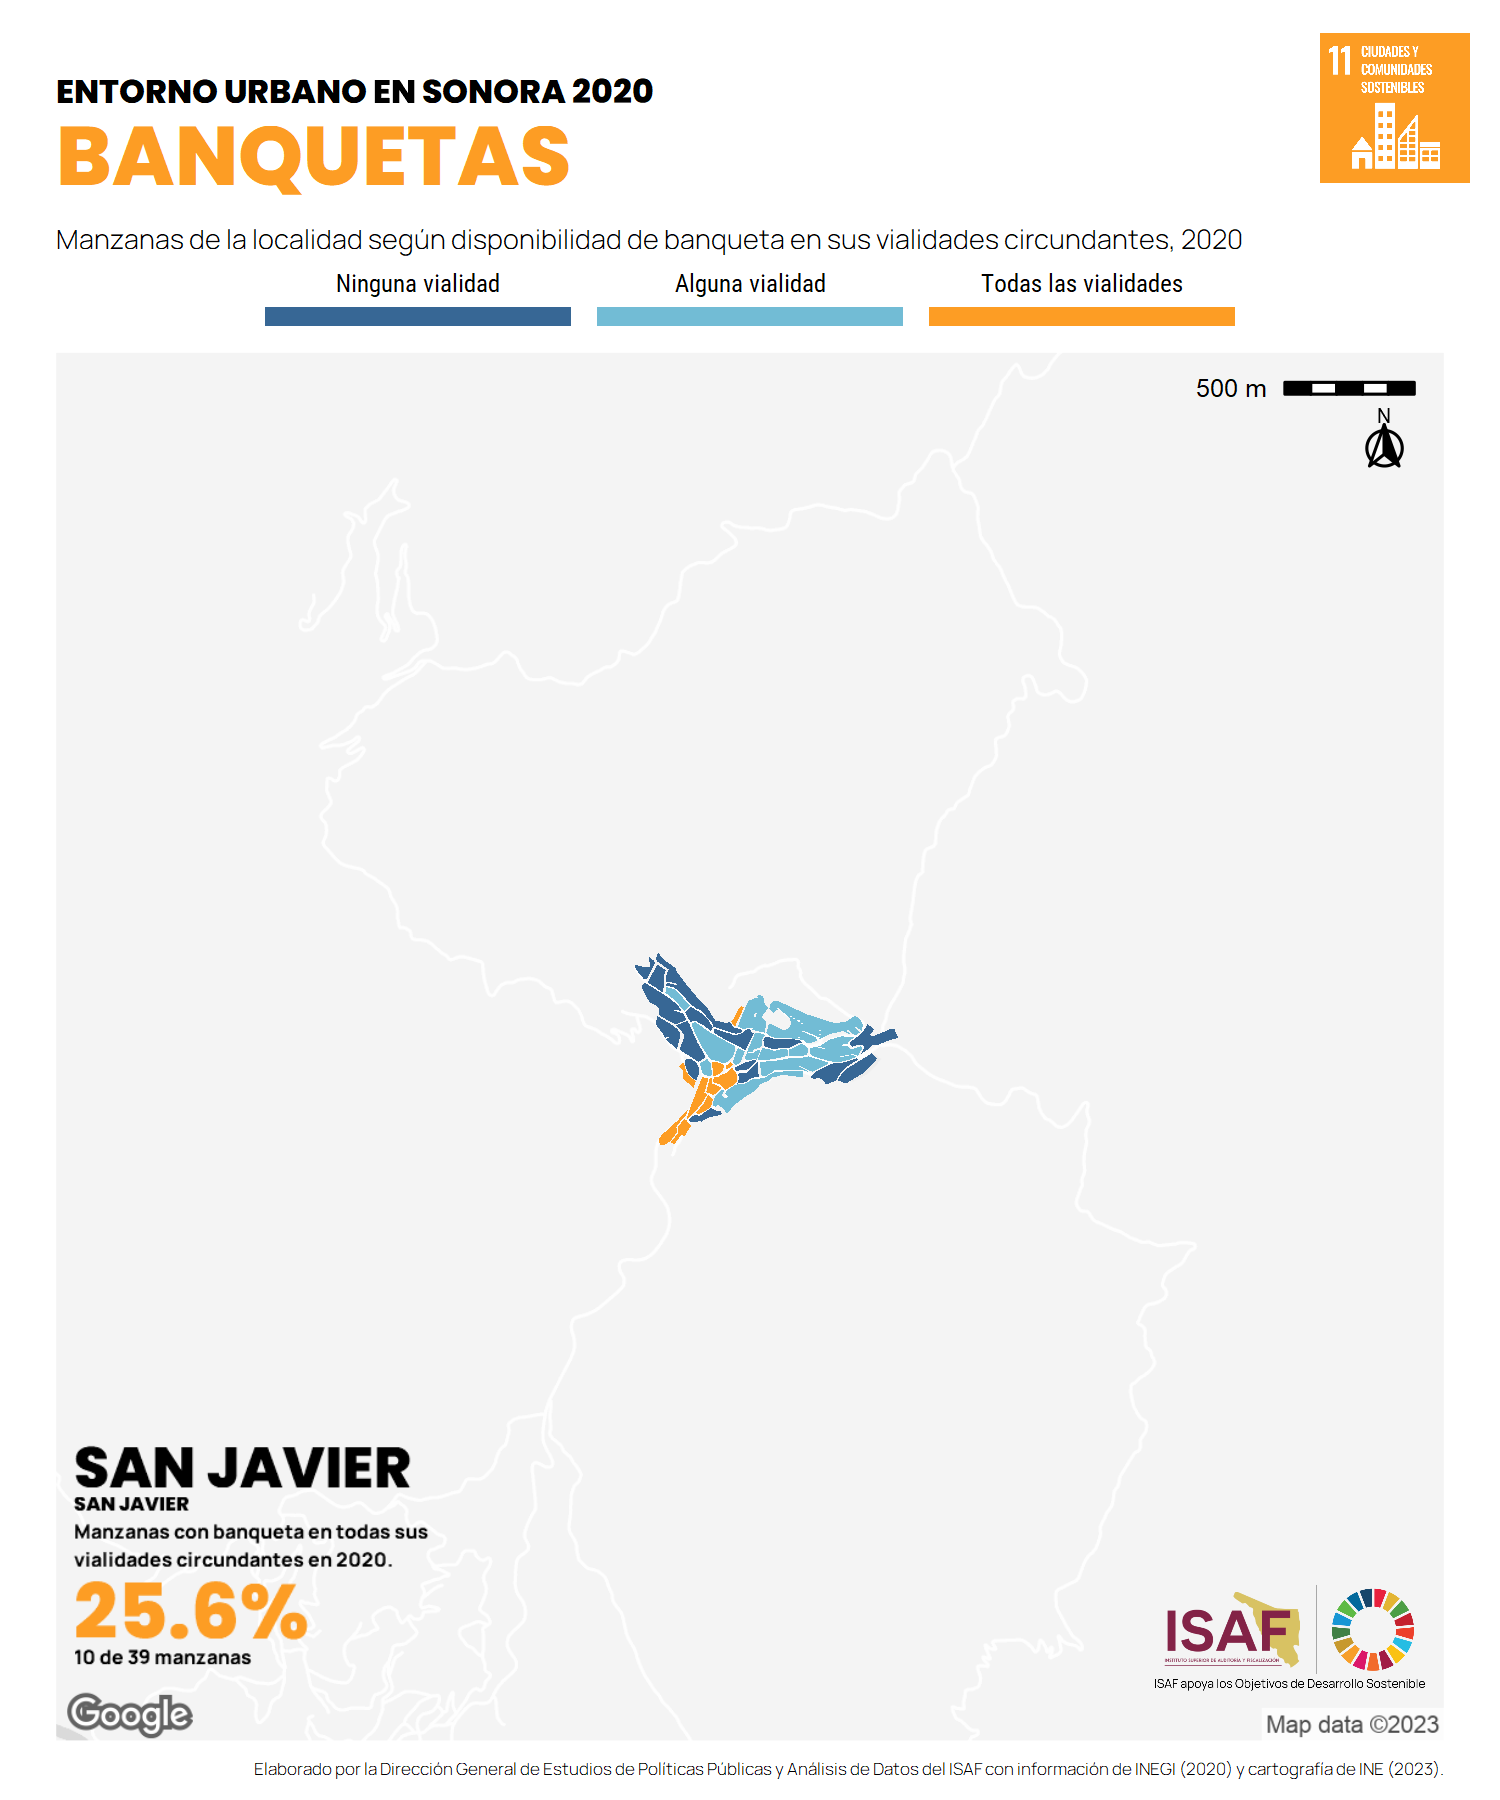 ENTORNO URBANO EN SONORA 2020
BANQUETAS
11 CIUDADES Y
COMUNIDADES
SOSTENIBLES
Manzanas de la localidad según disponibilidad de banqueta en sus vialidades circundantes, 2020
Ninguna vialidad Alguna vialidad Todas las vialidades
500 m
N
SAN JAVIER
SAN JAVIER
Manzanas con banqueta en todas sus
vialidades circundantes en 2020.
25.6%
10 de 39 manzanas
Google
ISAF
INSTITUTO SUPERIOR DE AUDITORÍA Y FISCALIZACIÓN
ISAF apoya los Objetivos de Desarrollo Sostenible
Map data ©2023
Elaborado por la Dirección General de Estudios de Políticas Públicas y Análisis de Datos del ISAF con información de INEGI (2020) y cartografía de INE (2023).